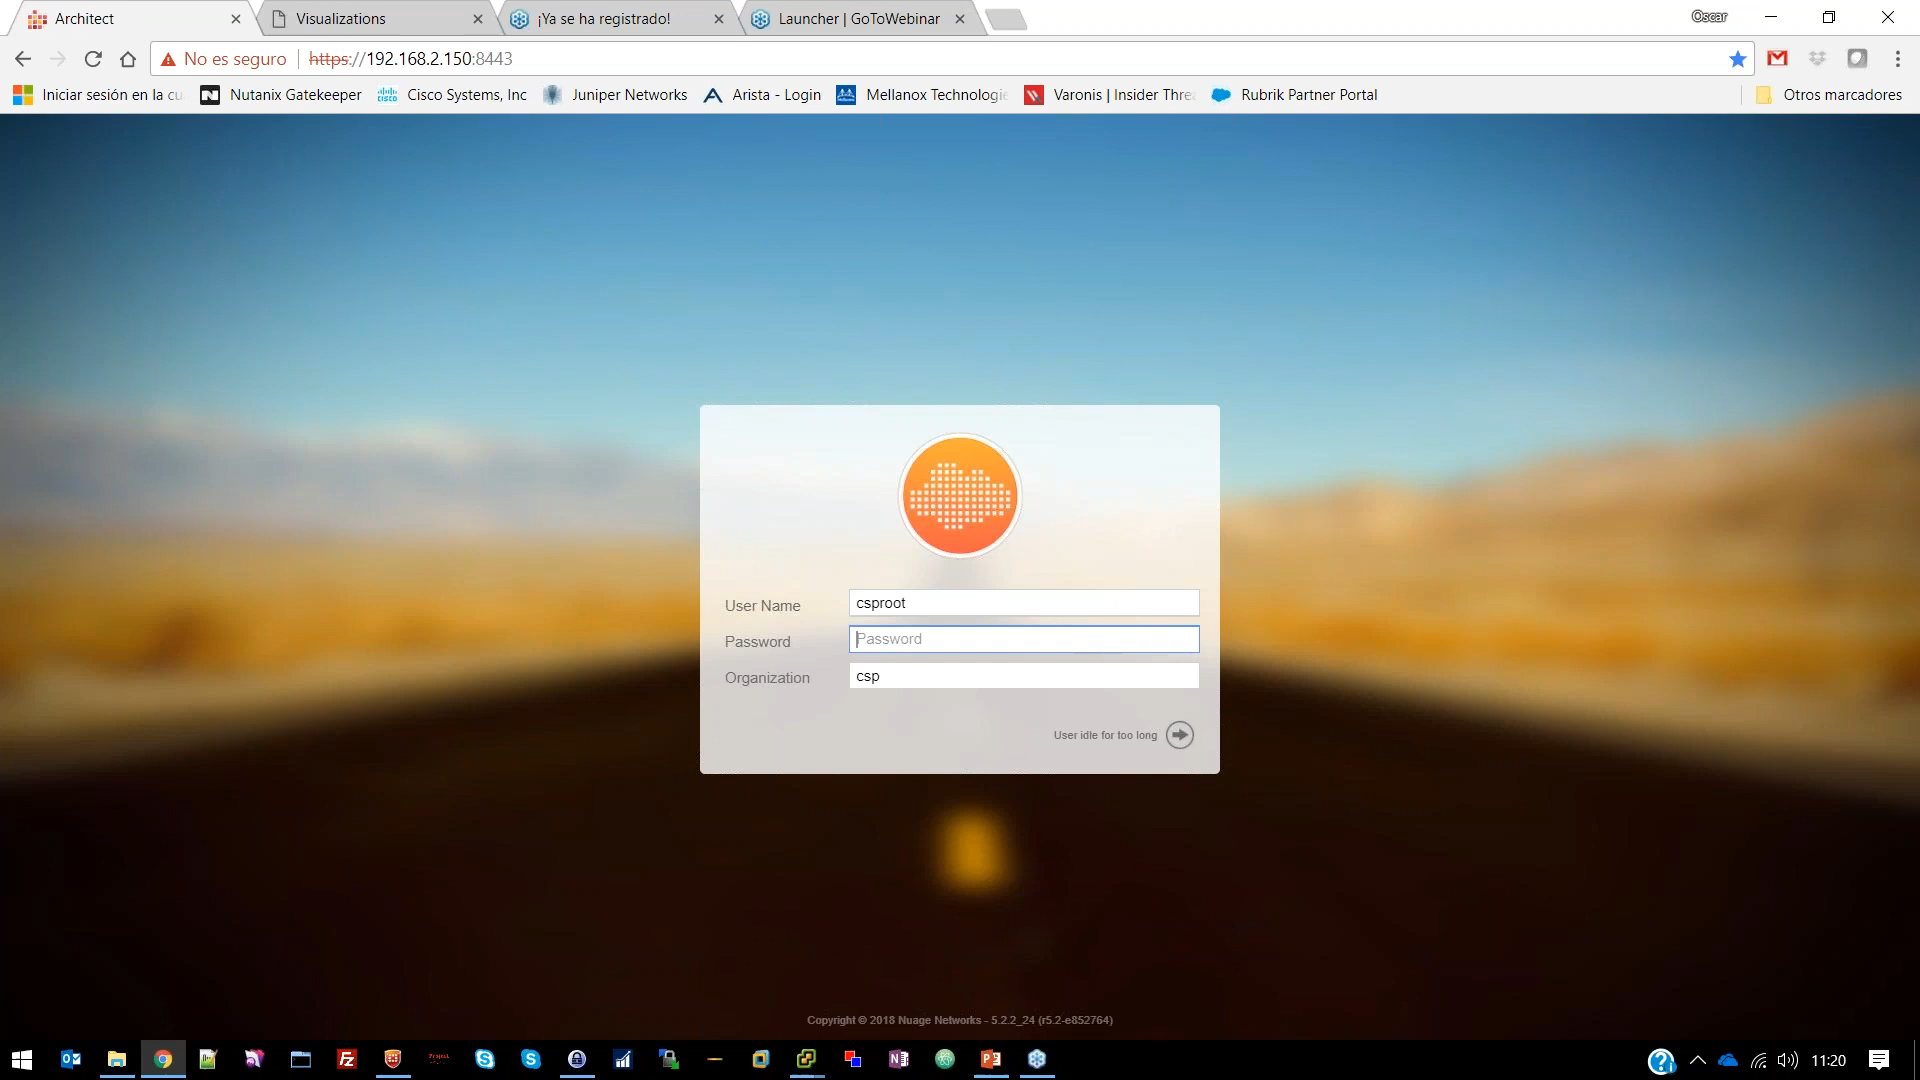 Architect
Visualizations
¡Ya se ha registrado!
Launcher | GoToWebinar
Oscar
No es seguro
https://192.168.2.150:8443
Iniciar sesión en la cu
Nutanix Gatekeeper
Cisco Systems, Inc
Juniper Networks
Arista - Login
Mellanox Technologie
Varonis | Insider Threa
Rubrik Partner Portal
Otros marcadores
User Name
csproot
Password
Password
Organization
csp
User idle for too long
Copyright © 2018 Nuage Networks - 5.2.2_24 (r5.2-e852764)
11:20